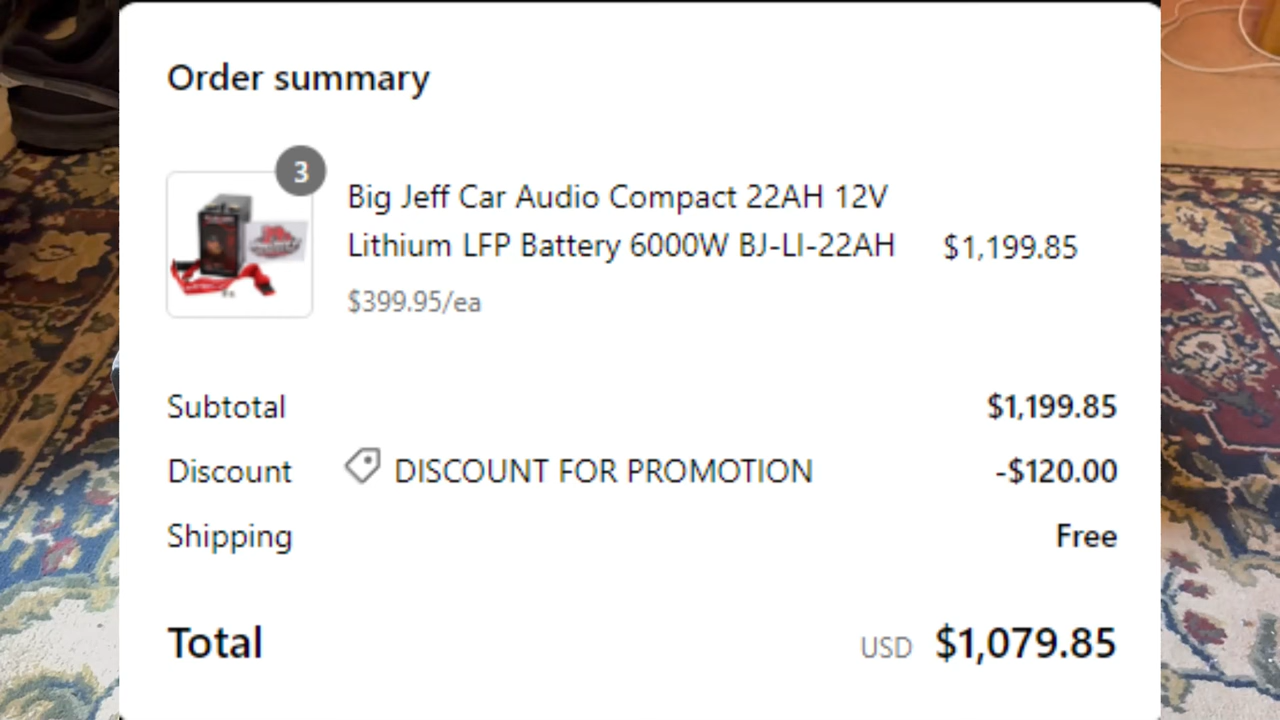 Order summary
3
Big Jeff Car Audio Compact 22AH 12V
Lithium LFP Battery 6000W BJ-LI-22AH
$1,199.85
$399.95/ea
Subtotal $1,199.85
Discount DISCOUNT FOR PROMOTION -$120.00
Shipping Free
Total USD $1,079.85